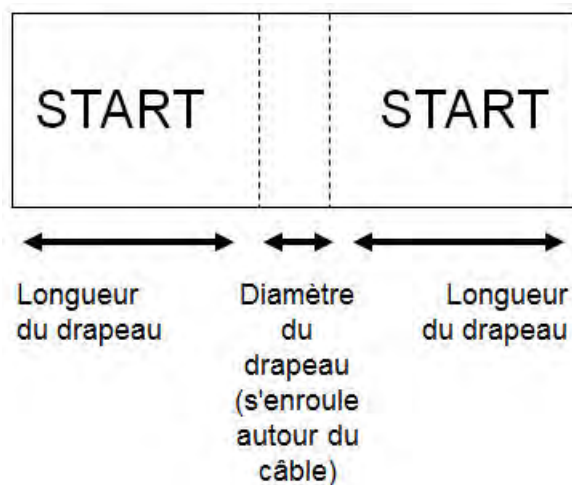 START
START
Longueur
du drapeau
Diamètre
du
drapeau
(s'enroule
autour du
câble)
Longueur
du drapeau